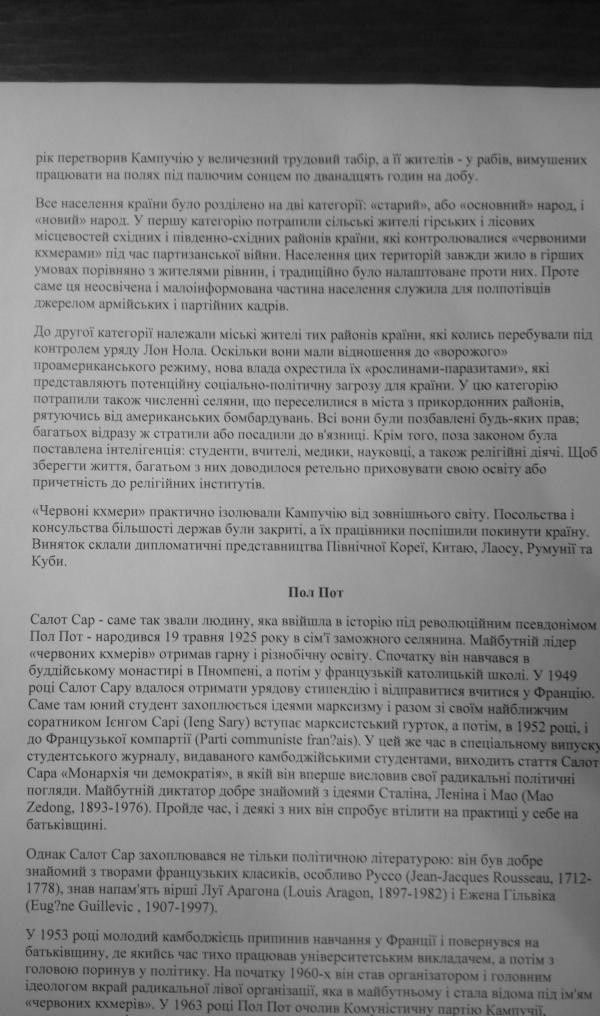 рік перетворив Кампучію у величезний трудовий табір, а її жителів - у рабів, вимушених
працювати на полях під палючим сонцем по дванадцять годин на добу.
Все населення країни було розділено на дві категорії: «старий», або «основний» народ, і
«новий» народ. У першу категорію потрапили сільські жителі гірських і лісових
місцевостей східних і південно-східних районів країни, які контролювалися «червоними
кхмерами» під час партизанської війни. Населення цих територій завжди жило в гірших
умовах порівняно з жителями рівнин, і традиційно було налаштоване проти них. Проте
саме ця неосвічена і малоінформована частина населення служила для полпотівців
джерелом армійських і партійних кадрів.
До другої категорії належали міські жителі тих районів країни, які колись перебували під
контролем уряду Лон Нола. Оскільки вони мали відношення до «ворожого»
проамериканського режиму, нова влада охрестила їх «рослинами-паразитами», які
представляють потенційну соціально-політичну загрозу для країни. У цю категорію
потрапили також численні селяни, що переселилися в міста з прикордонних районів,
рятуючись від американських бомбардувань. Всі вони були позбавлені будь-яких прав;
багатьох відразу ж стратили або посадили до в'язниці. Крім того, поза законом була
поставлена інтелігенція: студенти, вчителі, медики, науковці, а також релігійні діячі. Щоб
зберегти життя, багатьом з них доводилося ретельно приховувати свою освіту або
причетність до релігійних інститутів.
«Червоні кхмери» практично ізолювали Кампучію від зовнішнього світу. Посольства і
консульства більшості держав були закриті, а їх працівники поспішили покинути країну.
Виняток склали дипломатичні представництва Північної Кореї, Китаю, Лаосу, Румунії та
Куби.
Пол Пот
Салот Сар - саме так звали людину, яка ввійшла в історію під революційним псевдонімом
Пол Пот - народився 19 травня 1925 року в сім'ї заможного селянина. Майбутній лідер
«червоних кхмерів» отримав гарну і різнобічну освіту. Спочатку він навчався в
буддійському монастирі в Пномпені, а потім у французькій католицькій школі. У 1949
році Салот Сару вдалося отримати урядову стипендію і відправитися вчитися у Францію.
Саме там юний студент захоплюється ідеями марксизму і разом зі своїм найближчим
соратником Ієнгом Сарі (Ieng Sary) вступає марксистський гурток, а потім, в 1952 році, і
до Французької компартії (Parti communiste fran?ais). У цей же час в спеціальному випуску
студентського журналу, видаваного камбоджійськими студентами, виходить стаття Салот
Сара «Монархія чи демократія», в якій він вперше висловив свої радикальні політичні
погляди. Майбутній диктатор добре знайомий з ідеями Сталіна, Леніна і Мао (Mao
Zedong, 1893-1976). Пройде час, і деякі з них він спробує втілити на практиці у себе на
батьківщині.
Однак Салот Сар захоплювався не тільки політичною літературою: він був добре
знайомий з творами французьких класиків, особливо Руссо (Jean-Jacques Rousseau, 1712-
1778), знав напам'ять вірші Луї Арагона (Louis Aragon, 1897-1982) і Ежена Гільвіка
(Eug?ne Guillevic , 1907-1997).
У 1953 році молодий камбоджієць припинив навчання у Франції і повернувся на
батьківщину, де якийсь час тихо працював університетським викладачем, а потім з
головою поринув у політику. На початку 1960-х він став організатором і головним
ідеологом вкрай радикальної лівої організації, яка в майбутньому і стала відома під ім'ям
«червоних кхмерів». У 1963 році Пол Пот очолив Комуністичну партію Кампучії,